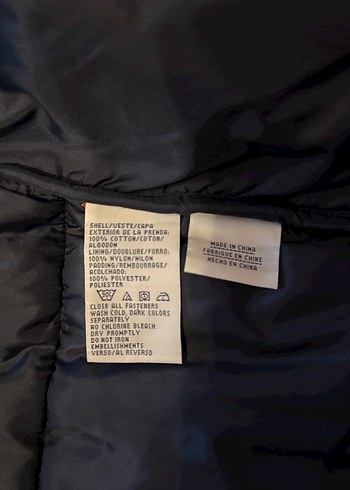 SHELL/VESTE/CAPA
EXTERIOR DE LA PRENDA:
100% COTTON/COTON/
ALGODON
LINING/DOUBLURE/FORRO:
100% NYLON/NILON
PADDING/REMBOURRAGE/
ACOLCHADO:
100% POLYESTER/
POLIESTER
CLOSE ALL FASTENERS
WASH COLD, DARK COLORS
SEPARATELY
NO CHLORINE BLEACH
DRY PROMPTLY
DO NOT IRON
EMBELLISHMENTS
VERSO/AL REVERSO
MADE IN CHINA
FABRIQUE EN CHINE
HECHO EN CHINA